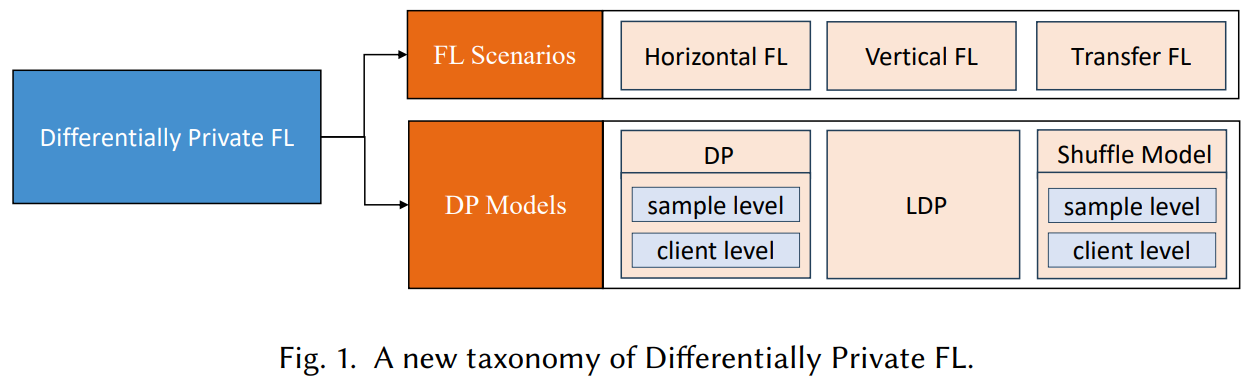 Differentially Private FL
FL Scenarios
Horizontal FL
Vertical FL
Transfer FL
DP Models
DP
sample level
client level
LDP
Shuffle Model
sample level
client level
Fig. 1. A new taxonomy of Differentially Private FL.